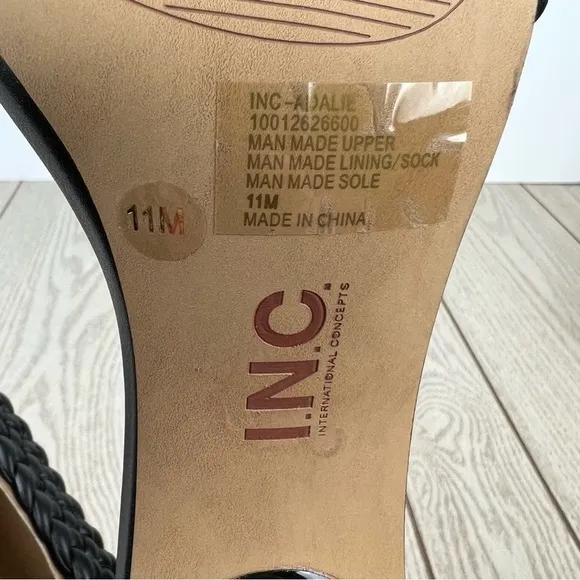 INC-ADALIE
10012626600
MAN MADE UPPER
MAN MADE LINING/SOCK
MAN MADE SOLE
11M
MADE IN CHINA
11M
I.N.C.
INTERNATIONAL CONCEPTS